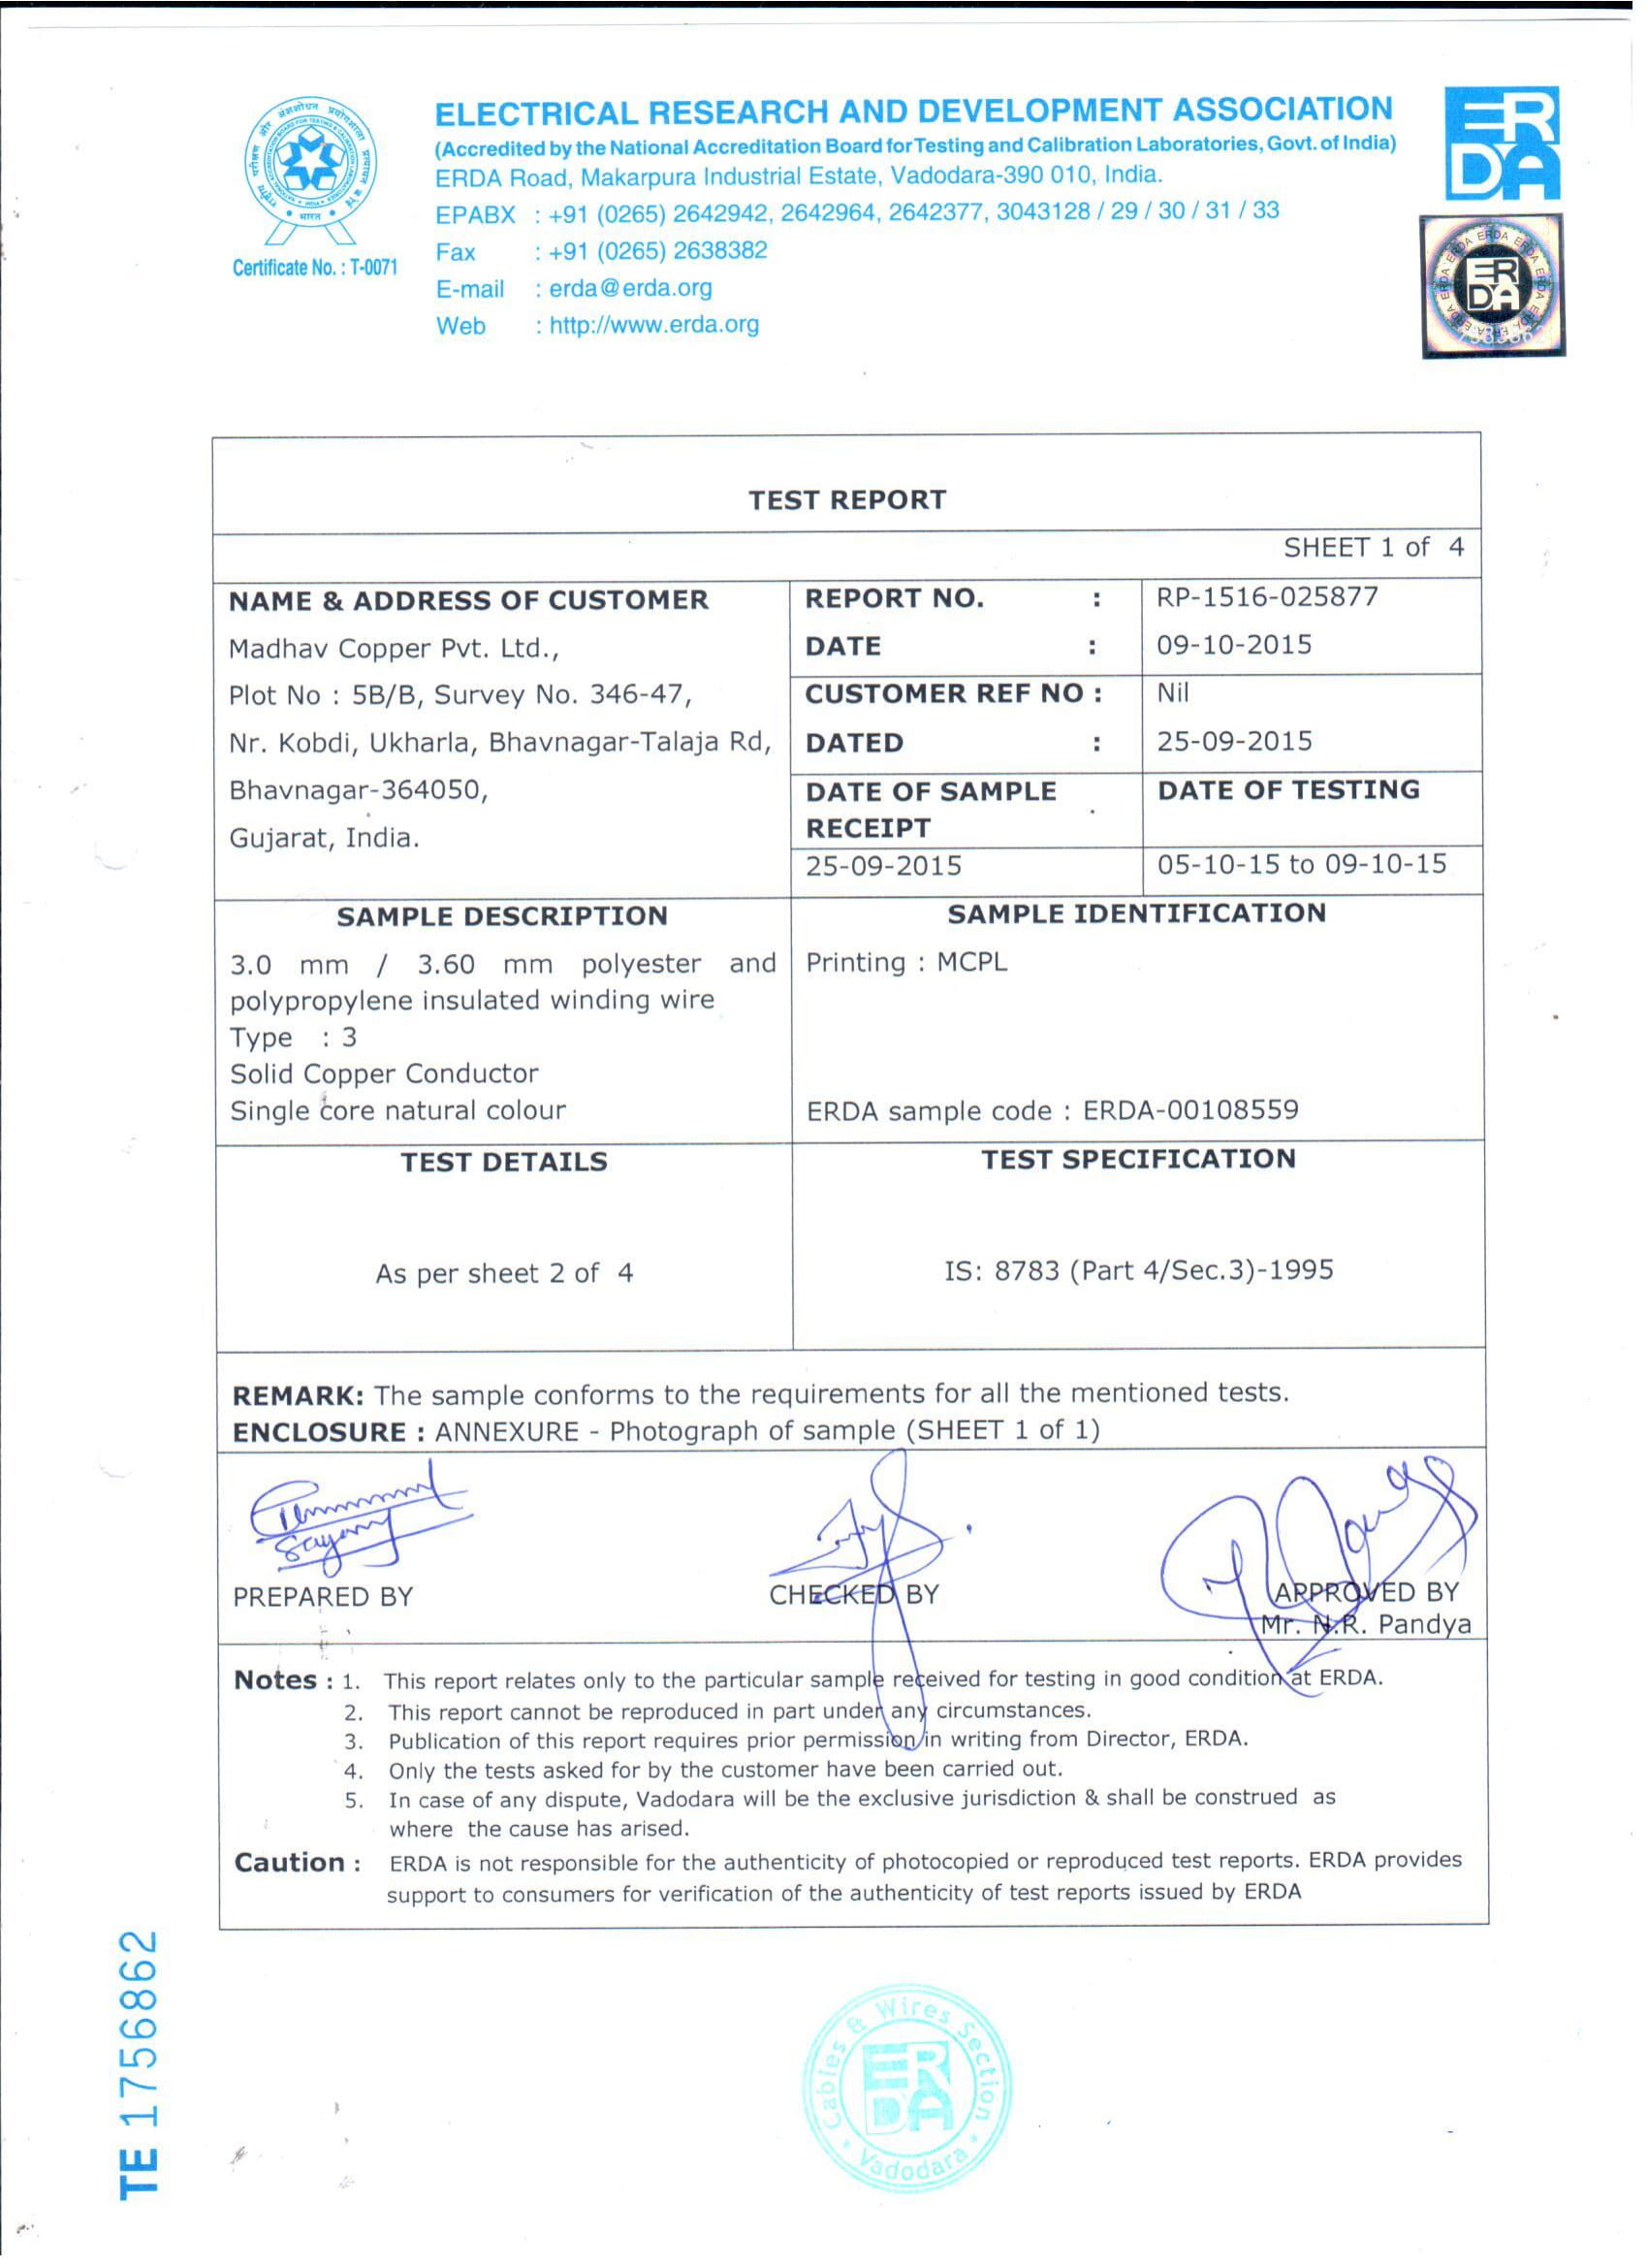 ELECTRICAL RESEARCH AND DEVELOPMENT ASSOCIATION
(Accredited by the National Accreditation Board for Testing and Calibration Laboratories, Govt. of India)
ERDA Road, Makarpura Industrial Estate, Vadodara-390 010, India.
EPABX : +91 (0265) 2642942, 2642964, 2642377, 3043128 / 29 / 30 / 31 / 33
Fax : +91 (0265) 2638382
E-mail : erda@erda.org
Web : http://www.erda.org
भारत
Certificate No. : T-0071
ERDA
ERDA
TEST REPORT
SHEET 1 of 4
NAME & ADDRESS OF CUSTOMER
Madhav Copper Pvt. Ltd.,
Plot No : 5B/B, Survey No. 346-47,
Nr. Kobdi, Ukharla, Bhavnagar-Talaja Rd,
Bhavnagar-364050,
Gujarat, India.
REPORT NO. : RP-1516-025877
DATE : 09-10-2015
CUSTOMER REF NO : Nil
DATED : 25-09-2015
DATE OF SAMPLE RECEIPT
DATE OF TESTING
25-09-2015
05-10-15 to 09-10-15
SAMPLE DESCRIPTION
3.0 mm / 3.60 mm polyester and
polypropylene insulated winding wire
Type : 3
Solid Copper Conductor
Single core natural colour
SAMPLE IDENTIFICATION
Printing : MCPL
ERDA sample code : ERDA-00108559
TEST DETAILS
As per sheet 2 of 4
TEST SPECIFICATION
IS: 8783 (Part 4/Sec.3)-1995
REMARK: The sample conforms to the requirements for all the mentioned tests.
ENCLOSURE : ANNEXURE - Photograph of sample (SHEET 1 of 1)
PREPARED BY
CHECKED BY
APPROVED BY
Mr. N.R. Pandya
Notes : 1. This report relates only to the particular sample received for testing in good condition at ERDA.
2. This report cannot be reproduced in part under any circumstances.
3. Publication of this report requires prior permission in writing from Director, ERDA.
4. Only the tests asked for by the customer have been carried out.
5. In case of any dispute, Vadodara will be the exclusive jurisdiction & shall be construed as
where the cause has arised.
Caution : ERDA is not responsible for the authenticity of photocopied or reproduced test reports. ERDA provides
support to consumers for verification of the authenticity of test reports issued by ERDA
TE 1756862
Cables & Wires Section
ERDA
Vadodara